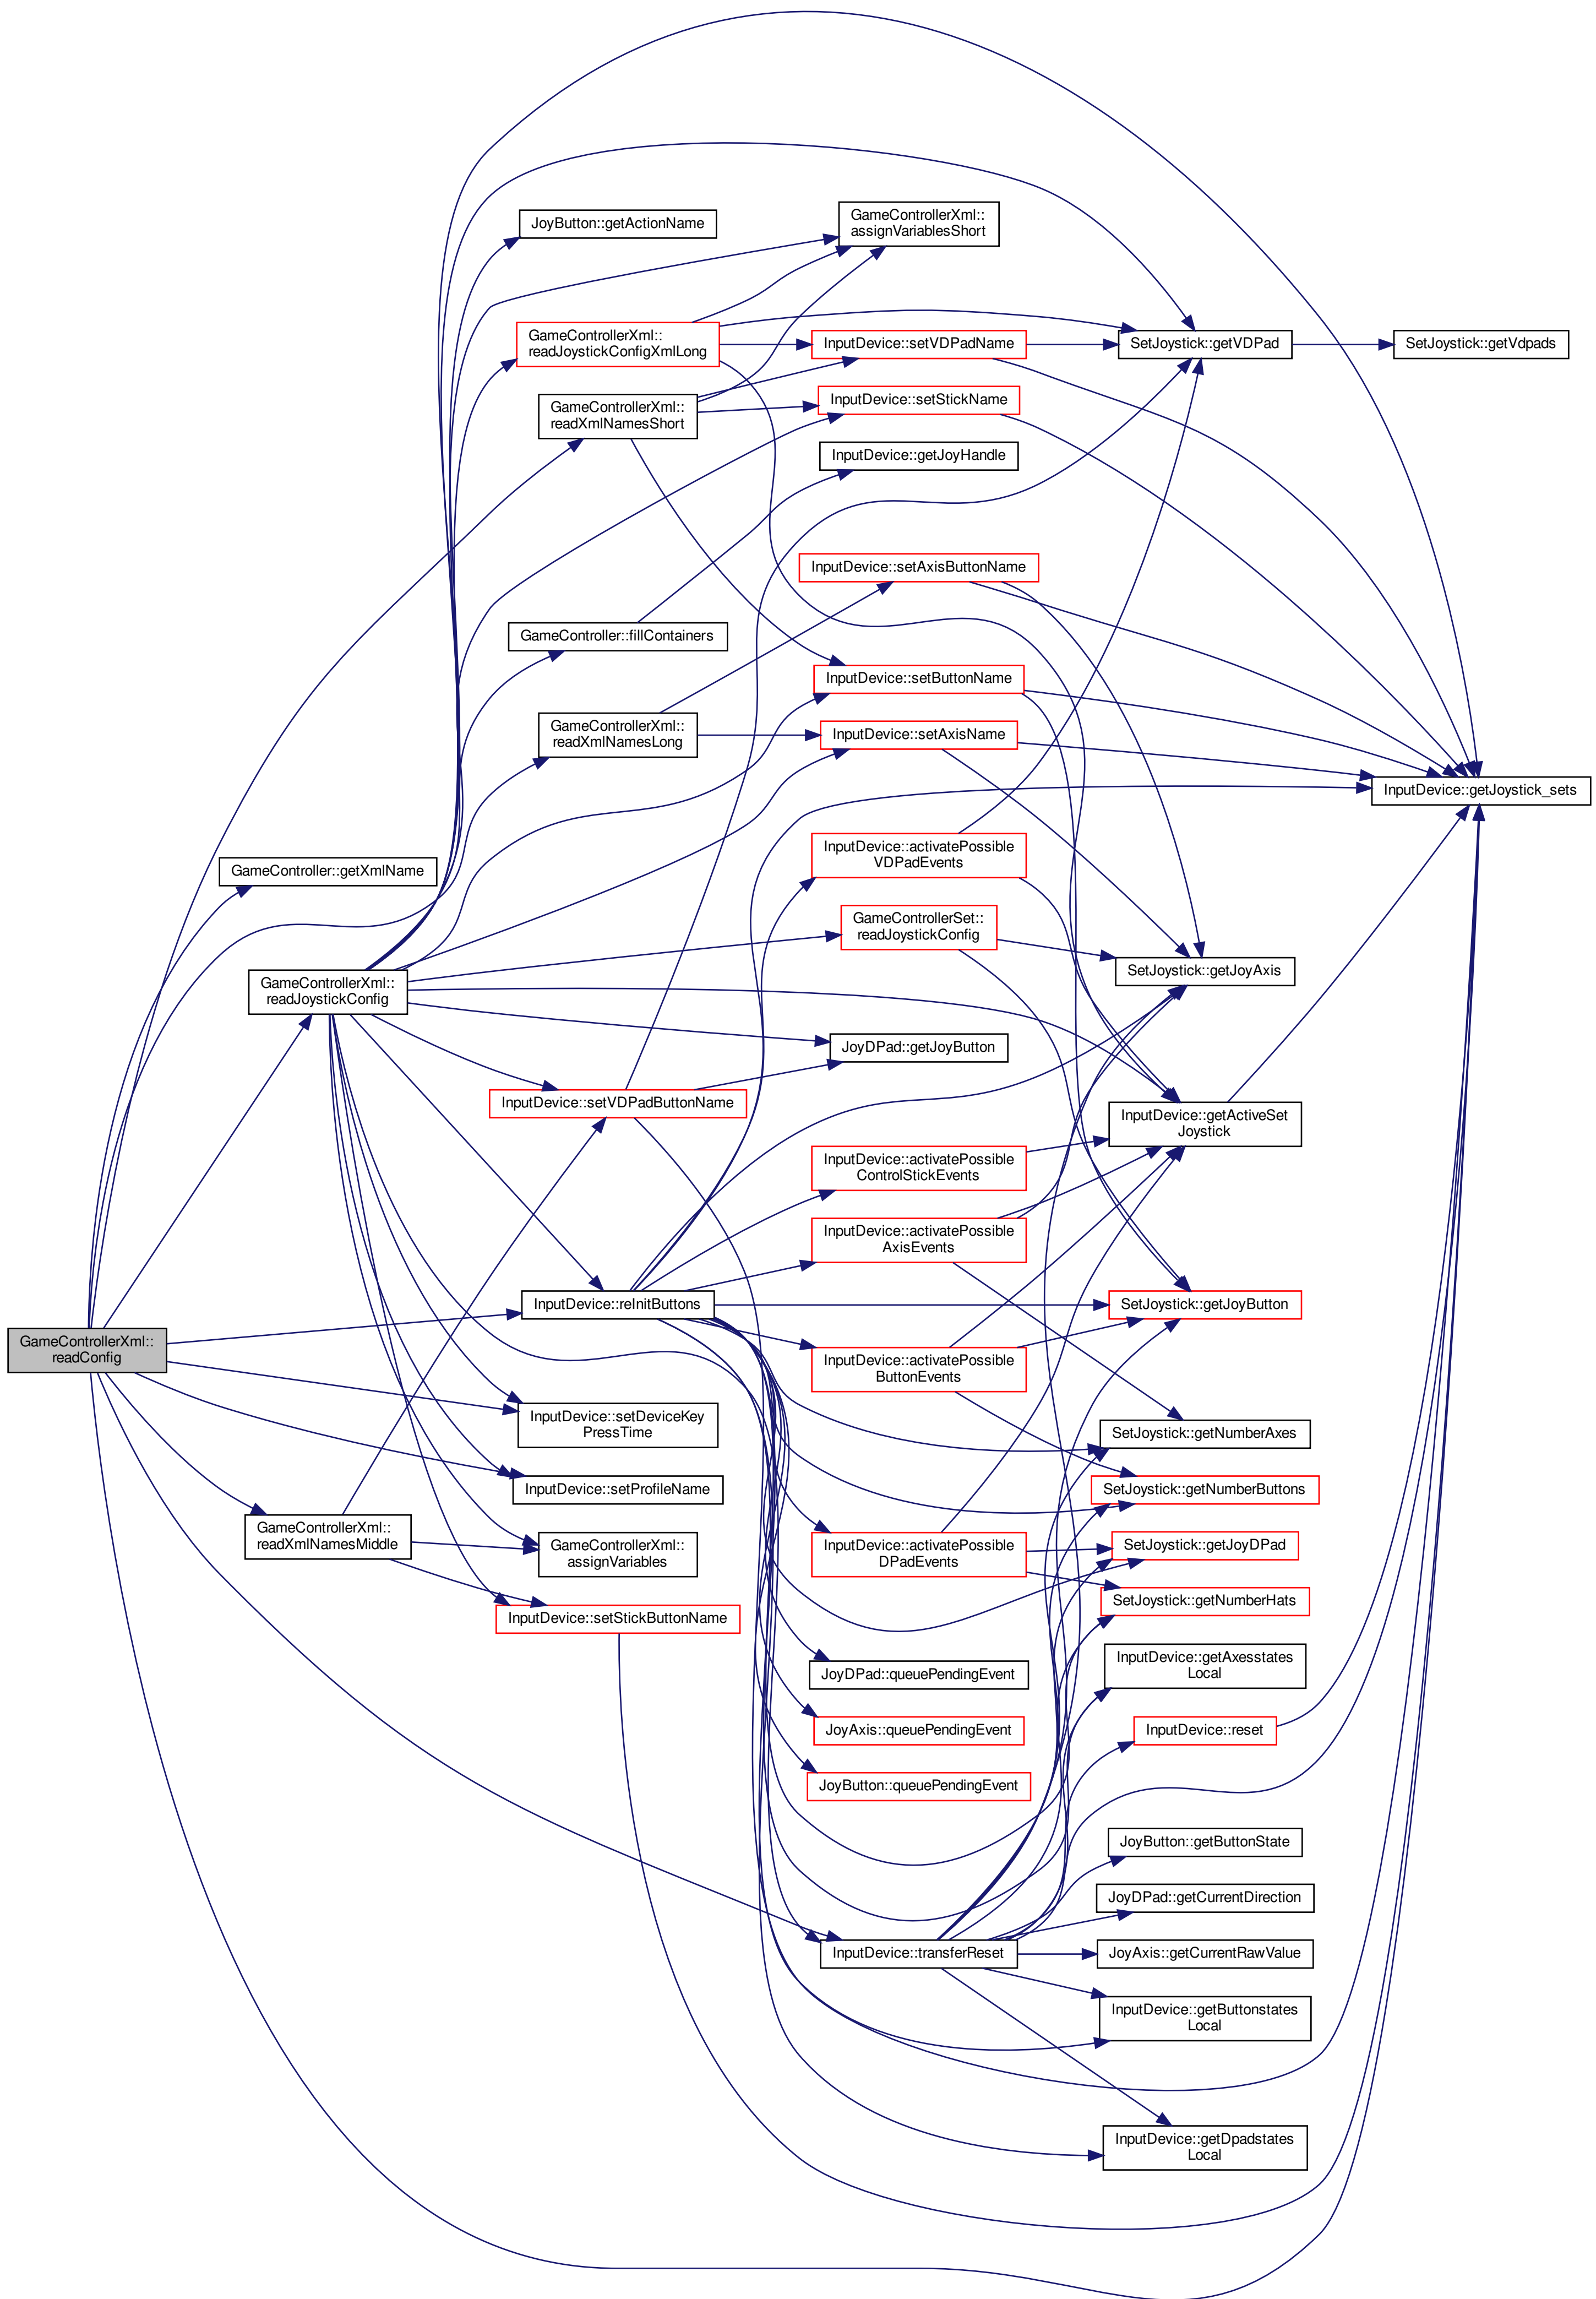 JoyButton::getActionName
GameControllerXml::
assignVariablesShort
GameControllerXml::
readJoystickConfigXmlLong
InputDevice::setVDPadName
SetJoystick::getVDPad
SetJoystick::getVdpads
GameControllerXml::
readXmlNamesShort
InputDevice::setStickName
InputDevice::getJoyHandle
InputDevice::setAxisButtonName
GameController::fillContainers
InputDevice::setButtonName
GameControllerXml::
readXmlNamesLong
InputDevice::setAxisName
InputDevice::getJoystick_sets
GameController::getXmlName
InputDevice::activatePossible
VDPadEvents
GameControllerSet::
readJoystickConfig
SetJoystick::getJoyAxis
GameControllerXml::
readJoystickConfig
JoyDPad::getJoyButton
InputDevice::setVDPadButtonName
InputDevice::getActiveSet
Joystick
InputDevice::activatePossible
ControlStickEvents
InputDevice::activatePossible
AxisEvents
InputDevice::reInitButtons
SetJoystick::getJoyButton
GameControllerXml::
readConfig
InputDevice::activatePossible
ButtonEvents
InputDevice::setDeviceKey
PressTime
SetJoystick::getNumberAxes
InputDevice::setProfileName
SetJoystick::getNumberButtons
GameControllerXml::
readXmlNamesMiddle
GameControllerXml::
assignVariables
InputDevice::activatePossible
DPadEvents
SetJoystick::getJoyDPad
SetJoystick::getNumberHats
InputDevice::setStickButtonName
InputDevice::getAxesstates
Local
JoyDPad::queuePendingEvent
JoyAxis::queuePendingEvent
InputDevice::reset
JoyButton::queuePendingEvent
JoyButton::getButtonState
JoyDPad::getCurrentDirection
InputDevice::transferReset
JoyAxis::getCurrentRawValue
InputDevice::getButtonstates
Local
InputDevice::getDpadstates
Local